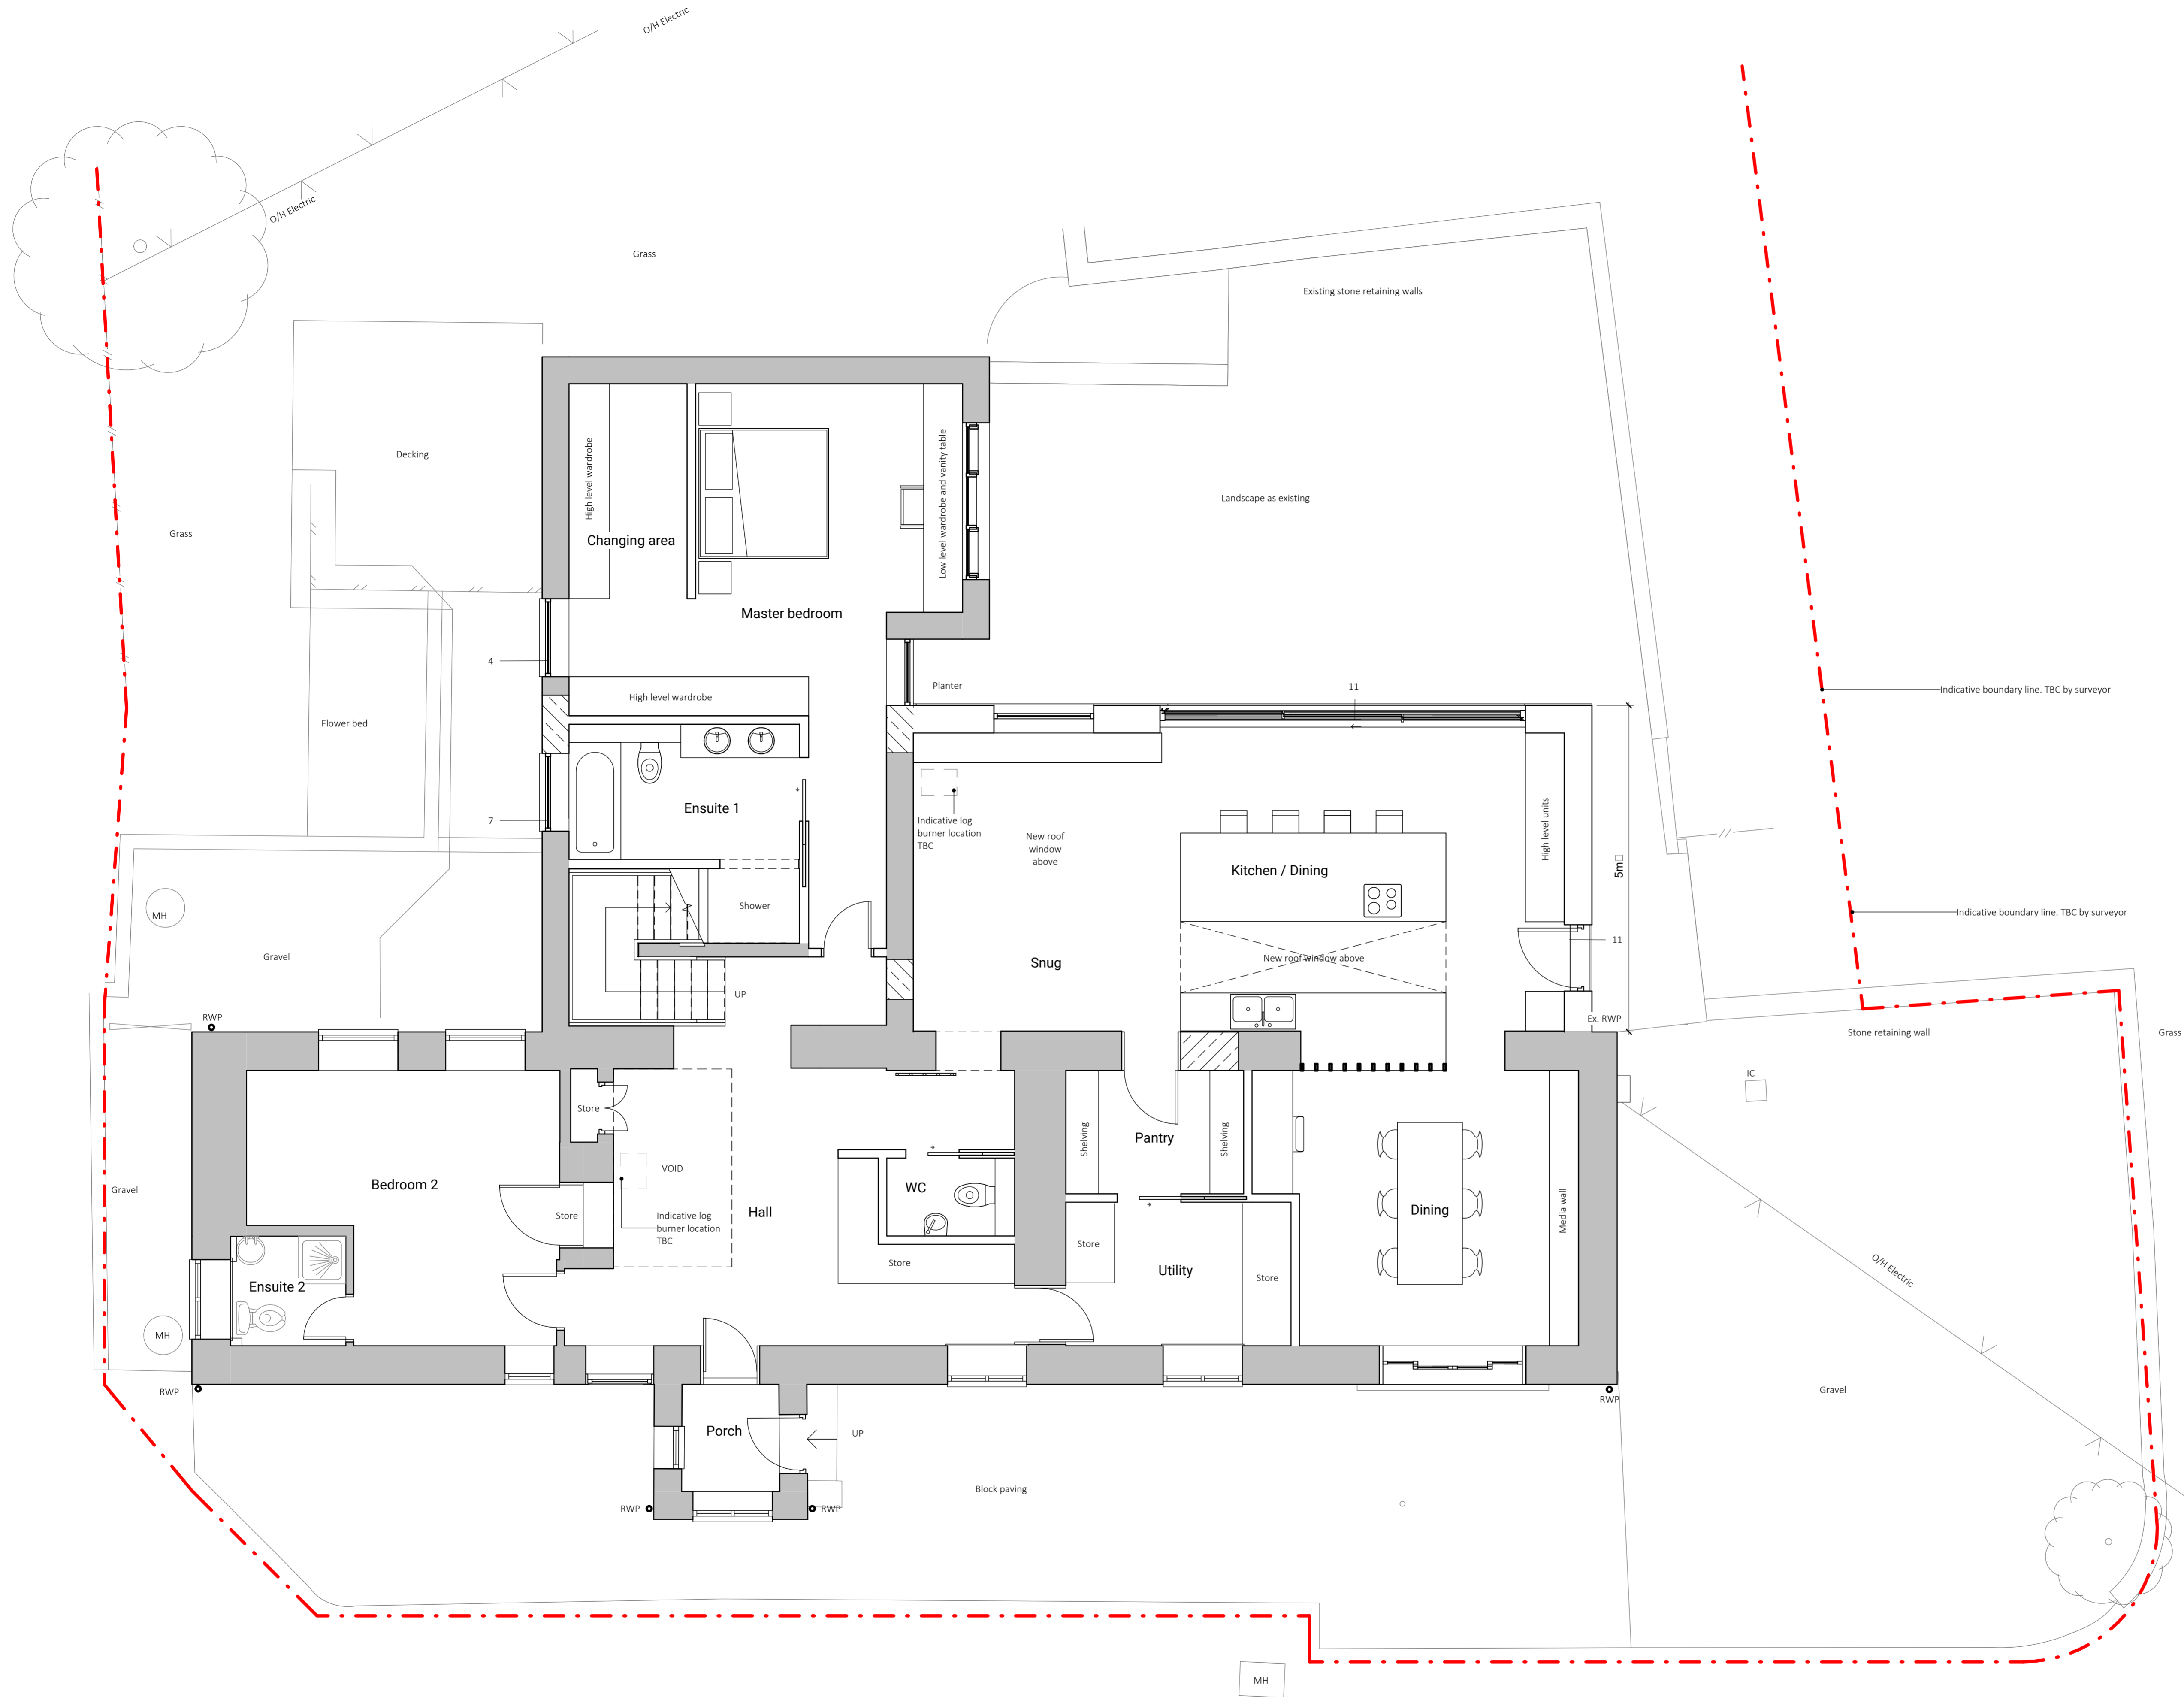 O/H Electric
O/H Electric
Grass
Existing stone retaining walls
Decking
High level wardrobe
Low level wardrobe and vanity table
Landscape as existing
Grass
Changing area
Master bedroom
4
Planter
11
Indicative boundary line. TBC by surveyor
High level wardrobe
Flower bed
Ensuite 1
7
Indicative log
burner location
TBC
New roof
window
above
High level units
5m□
Kitchen / Dining
MH
Shower
Indicative boundary line. TBC by surveyor
11
Gravel
Snug
New roof window above
UP
RWP
Ex. RWP
Stone retaining wall
Grass
IC
Store
Shelving
Pantry
Shelving
VOID
Bedroom 2
Gravel
WC
Store
Indicative log
burner location
TBC
Hall
Dining
Media wall
Store
Utility
Store
Store
Ensuite 2
O/H Electric
MH
RWP
Gravel
RWP
Porch
UP
Block paving
RWP
RWP
MH